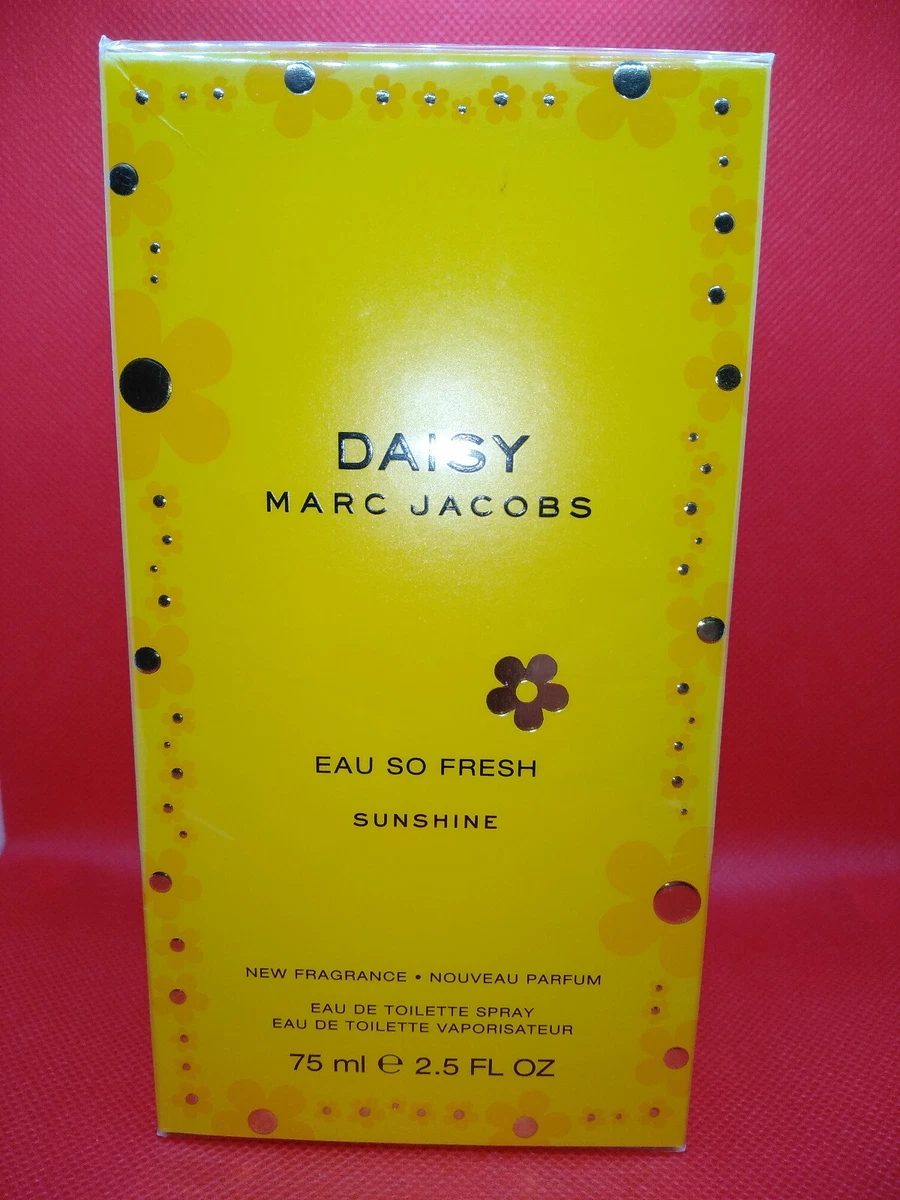 DAISY
MARC JACOBS
EAU SO FRESH
SUNSHINE
NEW FRAGRANCE • NOUVEAU PARFUM
EAU DE TOILETTE SPRAY
EAU DE TOILETTE VAPORISATEUR
75 ml ℮ 2.5 FL OZ